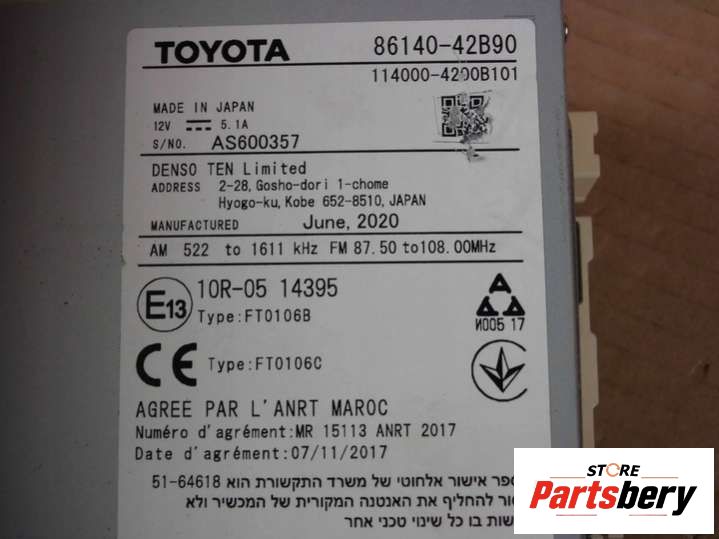 TOYOTA
86140-42B90
114000-4200B101
MADE IN JAPAN
12V 5.1A
S/NO. AS600357
DENSO TEN Limited
ADDRESS 2-28, Gosho-dori 1-chome
Hyogo-ku, Kobe 652-8510, JAPAN
MANUFACTURED June, 2020
AM 522 to 1611 kHz FM 87.50 to 108.00MHz
E13 10R-05 14395
Type:FT0106B
И005 17
CE Type:FT0106C
AGREE PAR L'ANRT MAROC
Numéro d'agrément:MR 15113 ANRT 2017
Date d'agrément:07/11/2017
אישור אלחוטי של משרד התקשורת הוא 51-64618
להחליף את האנטנה המקורית של המכשיר ולא
בו כל שינוי טכני אחר
STORE
Partsbery